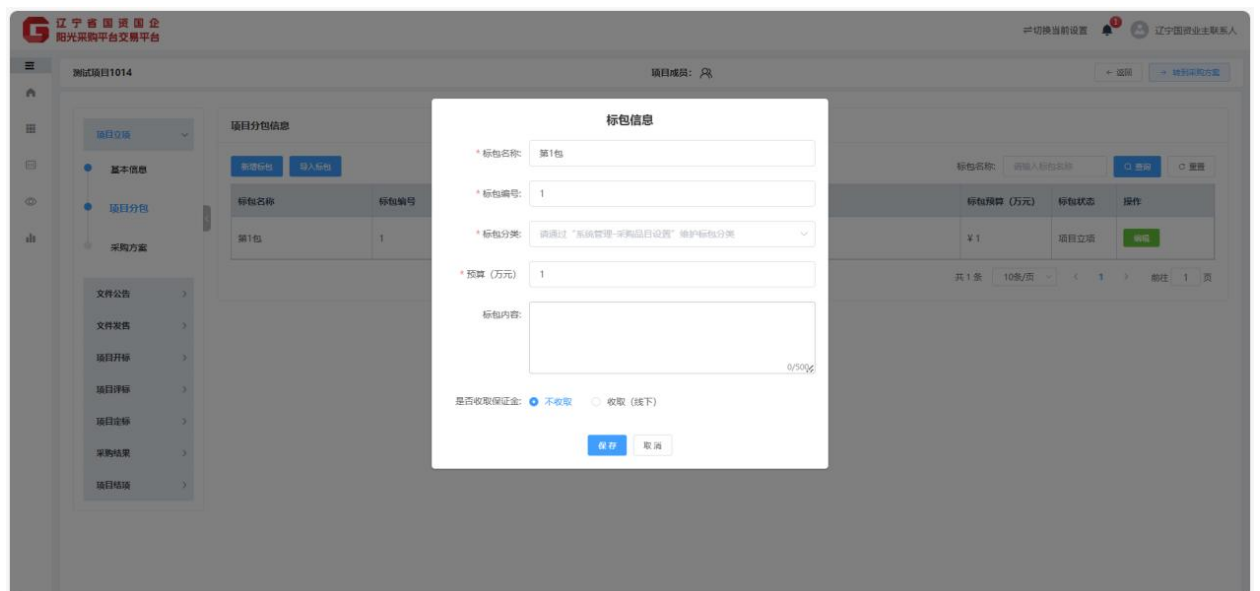 辽宁省国资国企
阳光采购平台交易平台
切换当前设置
1
辽宁国资业主联系人
测试项目1014
项目成员：
← 返回
→ 转到采购方案
项目立项
基本信息
项目分包
采购方案
文件公告
文件发售
项目开标
项目评标
项目定标
采购结果
项目结项
项目分包信息
新增标包 导入标包
标包名称: 请输入标包名称 查询 重置
标包名称 标包编号 标包预算（万元） 标包状态 操作
第1包 1 ¥ 1 项目立项 编辑
共 1 条 10条/页 < 1 > 前往 1 页
标包信息
* 标包名称: 第1包
* 标包编号: 1
* 标包分类: 请通过“系统管理-采购品目设置”维护标包分类
* 预算（万元） 1
标包内容:
0/500
是否收取保证金: 不收取 收取（线下）
保存 取消